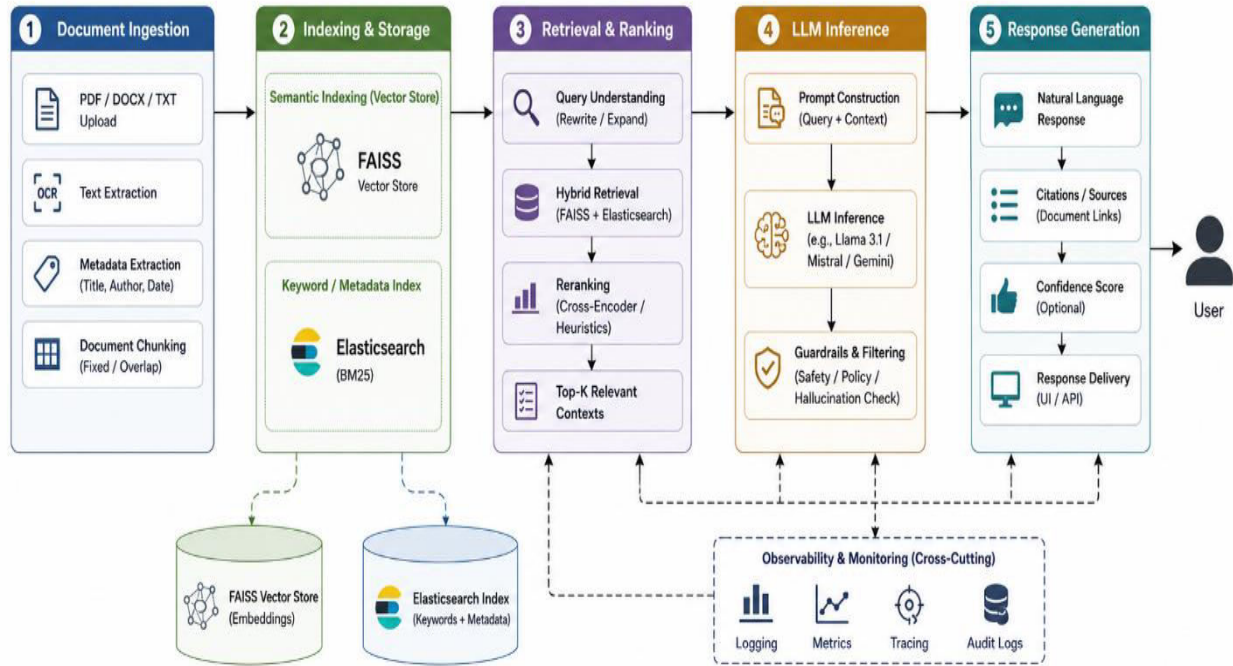 1 Document Ingestion
PDF / DOCX / TXT
Upload
OCR
Text Extraction
Metadata Extraction
(Title, Author, Date)
Document Chunking
(Fixed / Overlap)
2 Indexing & Storage
Semantic Indexing (Vector Store)
FAISS
Vector Store
Keyword / Metadata Index
Elasticsearch
(BM25)
3 Retrieval & Ranking
Query Understanding
(Rewrite / Expand)
Hybrid Retrieval
(FAISS + Elasticsearch)
Reranking
(Cross-Encoder /
Heuristics)
Top-K Relevant
Contexts
4 LLM Inference
Prompt Construction
(Query + Context)
LLM Inference
(e.g., Llama 3.1 /
Mistral / Gemini)
Guardrails & Filtering
(Safety / Policy /
Hallucination Check)
5 Response Generation
Natural Language
Response
Citations / Sources
(Document Links)
Confidence Score
(Optional)
Response Delivery
(UI / API)
User
FAISS Vector Store
(Embeddings)
Elasticsearch Index
(Keywords + Metadata)
Observability & Monitoring (Cross-Cutting)
Logging
Metrics
Tracing
Audit Logs